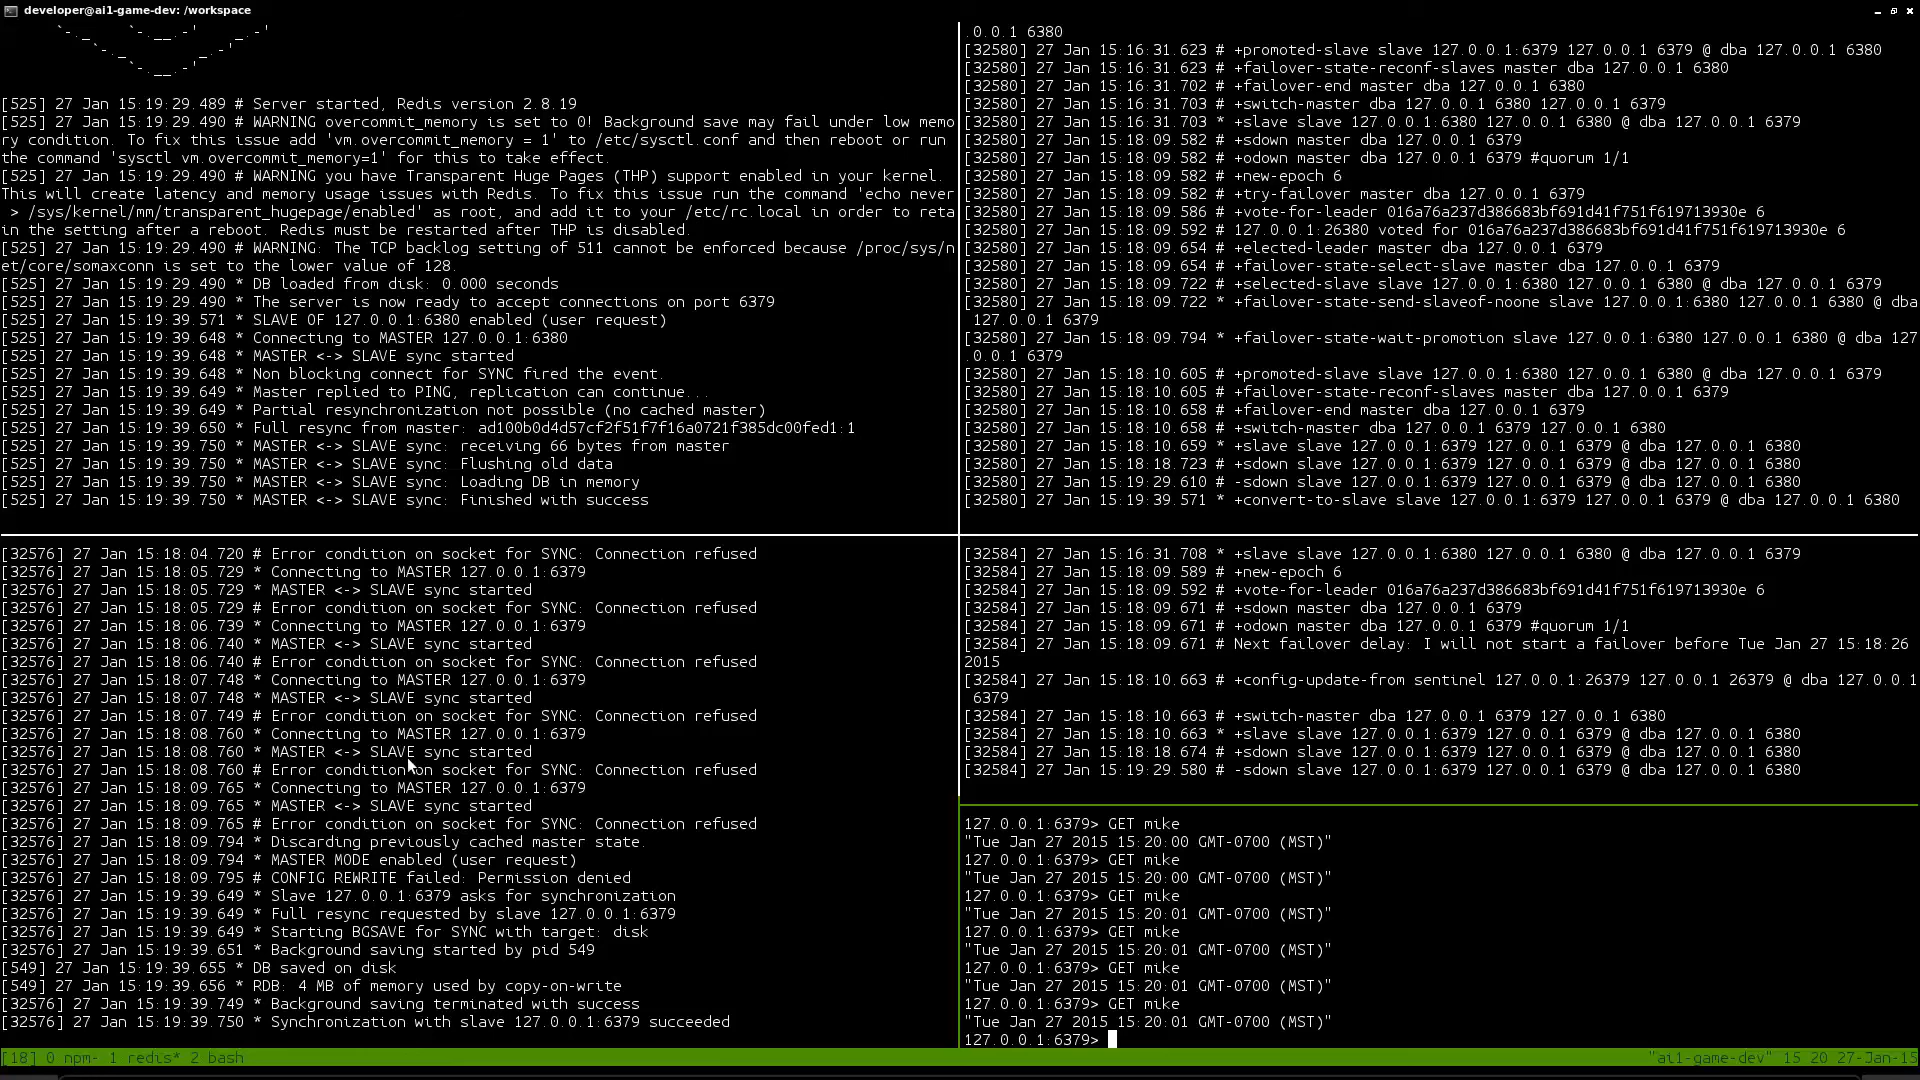 developer@ai1-game-dev: /workspace
`-._    `-.__.-'    _.-'
`-._        _.-'
`-.__.-'
[525] 27 Jan 15:19:29.489 # Server started, Redis version 2.8.19
[525] 27 Jan 15:19:29.490 # WARNING overcommit_memory is set to 0! Background save may fail under low memo
ry condition. To fix this issue add 'vm.overcommit_memory = 1' to /etc/sysctl.conf and then reboot or run
the command 'sysctl vm.overcommit_memory=1' for this to take effect.
[525] 27 Jan 15:19:29.490 # WARNING you have Transparent Huge Pages (THP) support enabled in your kernel.
This will create latency and memory usage issues with Redis. To fix this issue run the command 'echo never
> /sys/kernel/mm/transparent_hugepage/enabled' as root, and add it to your /etc/rc.local in order to reta
in the setting after a reboot. Redis must be restarted after THP is disabled.
[525] 27 Jan 15:19:29.490 # WARNING: The TCP backlog setting of 511 cannot be enforced because /proc/sys/n
et/core/somaxconn is set to the lower value of 128.
[525] 27 Jan 15:19:29.490 * DB loaded from disk: 0.000 seconds
[525] 27 Jan 15:19:29.490 * The server is now ready to accept connections on port 6379
[525] 27 Jan 15:19:39.571 * SLAVE OF 127.0.0.1:6380 enabled (user request)
[525] 27 Jan 15:19:39.648 * Connecting to MASTER 127.0.0.1:6380
[525] 27 Jan 15:19:39.648 * MASTER <-> SLAVE sync started
[525] 27 Jan 15:19:39.648 * Non blocking connect for SYNC fired the event.
[525] 27 Jan 15:19:39.649 * Master replied to PING, replication can continue...
[525] 27 Jan 15:19:39.649 * Partial resynchronization not possible (no cached master)
[525] 27 Jan 15:19:39.650 * Full resync from master: ad100b0d4d57cf2f51f7f16a0721f385dc00fed1:1
[525] 27 Jan 15:19:39.750 * MASTER <-> SLAVE sync: receiving 66 bytes from master
[525] 27 Jan 15:19:39.750 * MASTER <-> SLAVE sync: Flushing old data
[525] 27 Jan 15:19:39.750 * MASTER <-> SLAVE sync: Loading DB in memory
[525] 27 Jan 15:19:39.750 * MASTER <-> SLAVE sync: Finished with success
.0.0.1 6380
[32580] 27 Jan 15:16:31.623 # +promoted-slave slave 127.0.0.1:6379 127.0.0.1 6379 @ dba 127.0.0.1 6380
[32580] 27 Jan 15:16:31.623 # +failover-state-reconf-slaves master dba 127.0.0.1 6380
[32580] 27 Jan 15:16:31.702 # +failover-end master dba 127.0.0.1 6380
[32580] 27 Jan 15:16:31.703 # +switch-master dba 127.0.0.1 6380 127.0.0.1 6379
[32580] 27 Jan 15:16:31.703 * +slave slave 127.0.0.1:6380 127.0.0.1 6380 @ dba 127.0.0.1 6379
[32580] 27 Jan 15:18:09.582 # +sdown master dba 127.0.0.1 6379
[32580] 27 Jan 15:18:09.582 # +odown master dba 127.0.0.1 6379 #quorum 1/1
[32580] 27 Jan 15:18:09.582 # +new-epoch 6
[32580] 27 Jan 15:18:09.582 # +try-failover master dba 127.0.0.1 6379
[32580] 27 Jan 15:18:09.586 # +vote-for-leader 016a76a237d386683bf691d41f751f619713930e 6
[32580] 27 Jan 15:18:09.592 # 127.0.0.1:26380 voted for 016a76a237d386683bf691d41f751f619713930e 6
[32580] 27 Jan 15:18:09.654 # +elected-leader master dba 127.0.0.1 6379
[32580] 27 Jan 15:18:09.654 # +failover-state-select-slave master dba 127.0.0.1 6379
[32580] 27 Jan 15:18:09.722 # +selected-slave slave 127.0.0.1:6380 127.0.0.1 6380 @ dba 127.0.0.1 6379
[32580] 27 Jan 15:18:09.722 * +failover-state-send-slaveof-noone slave 127.0.0.1:6380 127.0.0.1 6380 @ dba
127.0.0.1 6379
[32580] 27 Jan 15:18:09.794 * +failover-state-wait-promotion slave 127.0.0.1:6380 127.0.0.1 6380 @ dba 127
.0.0.1 6379
[32580] 27 Jan 15:18:10.605 # +promoted-slave slave 127.0.0.1:6380 127.0.0.1 6380 @ dba 127.0.0.1 6379
[32580] 27 Jan 15:18:10.605 # +failover-state-reconf-slaves master dba 127.0.0.1 6379
[32580] 27 Jan 15:18:10.658 # +failover-end master dba 127.0.0.1 6379
[32580] 27 Jan 15:18:10.658 # +switch-master dba 127.0.0.1 6379 127.0.0.1 6380
[32580] 27 Jan 15:18:10.659 * +slave slave 127.0.0.1:6379 127.0.0.1 6379 @ dba 127.0.0.1 6380
[32580] 27 Jan 15:18:18.723 # +sdown slave 127.0.0.1:6379 127.0.0.1 6379 @ dba 127.0.0.1 6380
[32580] 27 Jan 15:19:29.610 # -sdown slave 127.0.0.1:6379 127.0.0.1 6379 @ dba 127.0.0.1 6380
[32580] 27 Jan 15:19:39.571 * +convert-to-slave slave 127.0.0.1:6379 127.0.0.1 6379 @ dba 127.0.0.1 6380
[32576] 27 Jan 15:18:04.720 # Error condition on socket for SYNC: Connection refused
[32576] 27 Jan 15:18:05.729 * Connecting to MASTER 127.0.0.1:6379
[32576] 27 Jan 15:18:05.729 * MASTER <-> SLAVE sync started
[32576] 27 Jan 15:18:05.729 # Error condition on socket for SYNC: Connection refused
[32576] 27 Jan 15:18:06.739 * Connecting to MASTER 127.0.0.1:6379
[32576] 27 Jan 15:18:06.740 * MASTER <-> SLAVE sync started
[32576] 27 Jan 15:18:06.740 # Error condition on socket for SYNC: Connection refused
[32576] 27 Jan 15:18:07.748 * Connecting to MASTER 127.0.0.1:6379
[32576] 27 Jan 15:18:07.748 * MASTER <-> SLAVE sync started
[32576] 27 Jan 15:18:07.749 # Error condition on socket for SYNC: Connection refused
[32576] 27 Jan 15:18:08.760 * Connecting to MASTER 127.0.0.1:6379
[32576] 27 Jan 15:18:08.760 * MASTER <-> SLAVE sync started
[32576] 27 Jan 15:18:08.760 # Error condition on socket for SYNC: Connection refused
[32576] 27 Jan 15:18:09.765 * Connecting to MASTER 127.0.0.1:6379
[32576] 27 Jan 15:18:09.765 * MASTER <-> SLAVE sync started
[32576] 27 Jan 15:18:09.765 # Error condition on socket for SYNC: Connection refused
[32576] 27 Jan 15:18:09.794 * Discarding previously cached master state.
[32576] 27 Jan 15:18:09.794 * MASTER MODE enabled (user request)
[32576] 27 Jan 15:18:09.795 # CONFIG REWRITE failed: Permission denied
[32576] 27 Jan 15:19:39.649 * Slave 127.0.0.1:6379 asks for synchronization
[32576] 27 Jan 15:19:39.649 * Full resync requested by slave 127.0.0.1:6379
[32576] 27 Jan 15:19:39.649 * Starting BGSAVE for SYNC with target: disk
[32576] 27 Jan 15:19:39.651 * Background saving started by pid 549
[549] 27 Jan 15:19:39.655 * DB saved on disk
[549] 27 Jan 15:19:39.656 * RDB: 4 MB of memory used by copy-on-write
[32576] 27 Jan 15:19:39.749 * Background saving terminated with success
[32576] 27 Jan 15:19:39.750 * Synchronization with slave 127.0.0.1:6379 succeeded
[32584] 27 Jan 15:16:31.708 * +slave slave 127.0.0.1:6380 127.0.0.1 6380 @ dba 127.0.0.1 6379
[32584] 27 Jan 15:18:09.589 # +new-epoch 6
[32584] 27 Jan 15:18:09.592 # +vote-for-leader 016a76a237d386683bf691d41f751f619713930e 6
[32584] 27 Jan 15:18:09.671 # +sdown master dba 127.0.0.1 6379
[32584] 27 Jan 15:18:09.671 # +odown master dba 127.0.0.1 6379 #quorum 1/1
[32584] 27 Jan 15:18:09.671 # Next failover delay: I will not start a failover before Tue Jan 27 15:18:26
2015
[32584] 27 Jan 15:18:10.663 # +config-update-from sentinel 127.0.0.1:26379 127.0.0.1 26379 @ dba 127.0.0.1
6379
[32584] 27 Jan 15:18:10.663 # +switch-master dba 127.0.0.1 6379 127.0.0.1 6380
[32584] 27 Jan 15:18:10.663 * +slave slave 127.0.0.1:6379 127.0.0.1 6379 @ dba 127.0.0.1 6380
[32584] 27 Jan 15:18:18.674 # +sdown slave 127.0.0.1:6379 127.0.0.1 6379 @ dba 127.0.0.1 6380
[32584] 27 Jan 15:19:29.580 # -sdown slave 127.0.0.1:6379 127.0.0.1 6379 @ dba 127.0.0.1 6380
127.0.0.1:6379> GET mike
"Tue Jan 27 2015 15:20:00 GMT-0700 (MST)"
127.0.0.1:6379> GET mike
"Tue Jan 27 2015 15:20:00 GMT-0700 (MST)"
127.0.0.1:6379> GET mike
"Tue Jan 27 2015 15:20:01 GMT-0700 (MST)"
127.0.0.1:6379> GET mike
"Tue Jan 27 2015 15:20:01 GMT-0700 (MST)"
127.0.0.1:6379> GET mike
"Tue Jan 27 2015 15:20:01 GMT-0700 (MST)"
127.0.0.1:6379> GET mike
"Tue Jan 27 2015 15:20:01 GMT-0700 (MST)"
127.0.0.1:6379>
[18] 0 npm- 1 redis* 2 bash
"ai1-game-dev" 15 20 27-Jan-15